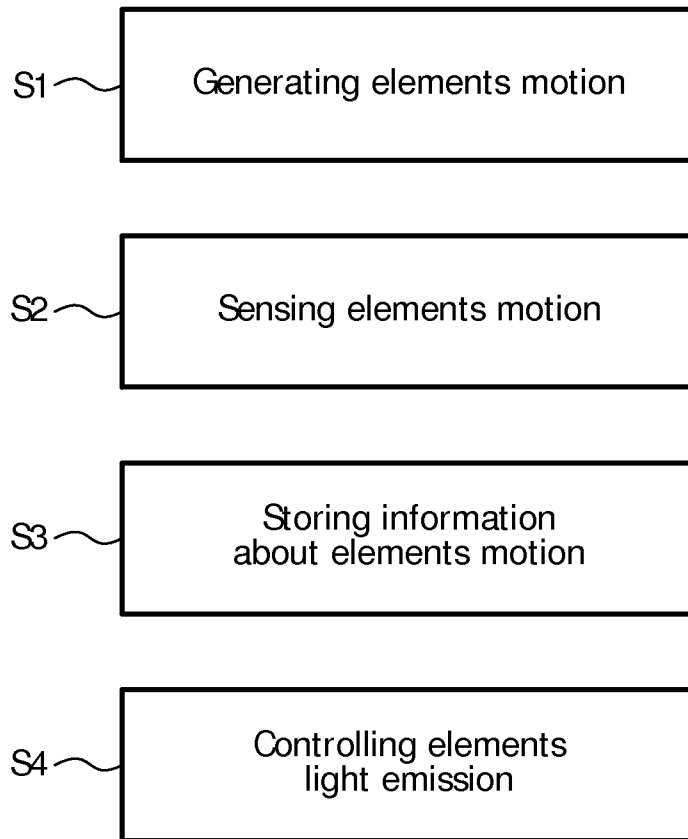 S1
Generating elements motion
S2
Sensing elements motion
S3
Storing information
about elements motion
S4
Controlling elements
light emission